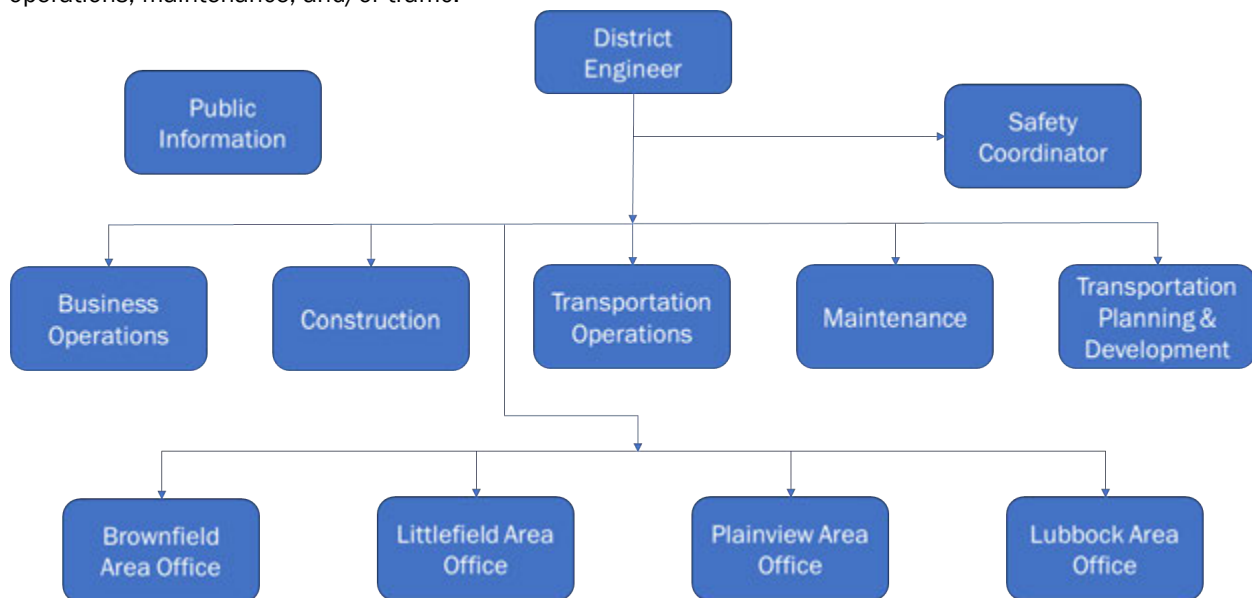 operations, maintenance, and/or traffic.
District
Engineer
Public
Information
Safety
Coordinator
Business
Operations
Construction
Transportation
Operations
Maintenance
Transportation
Planning &
Development
Brownfield
Area Office
Littlefield Area
Office
Plainview Area
Office
Lubbock Area
Office